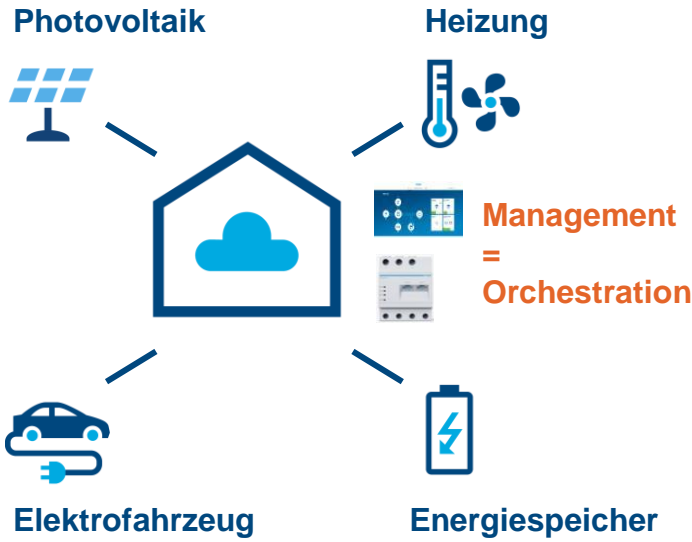 Photovoltaik
Heizung
Management
=
Orchestration
Elektrofahrzeug
Energiespeicher